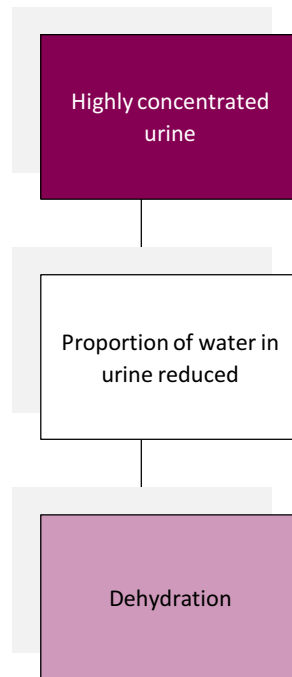 Highly concentrated
urine
Proportion of water in
urine reduced
Dehydration